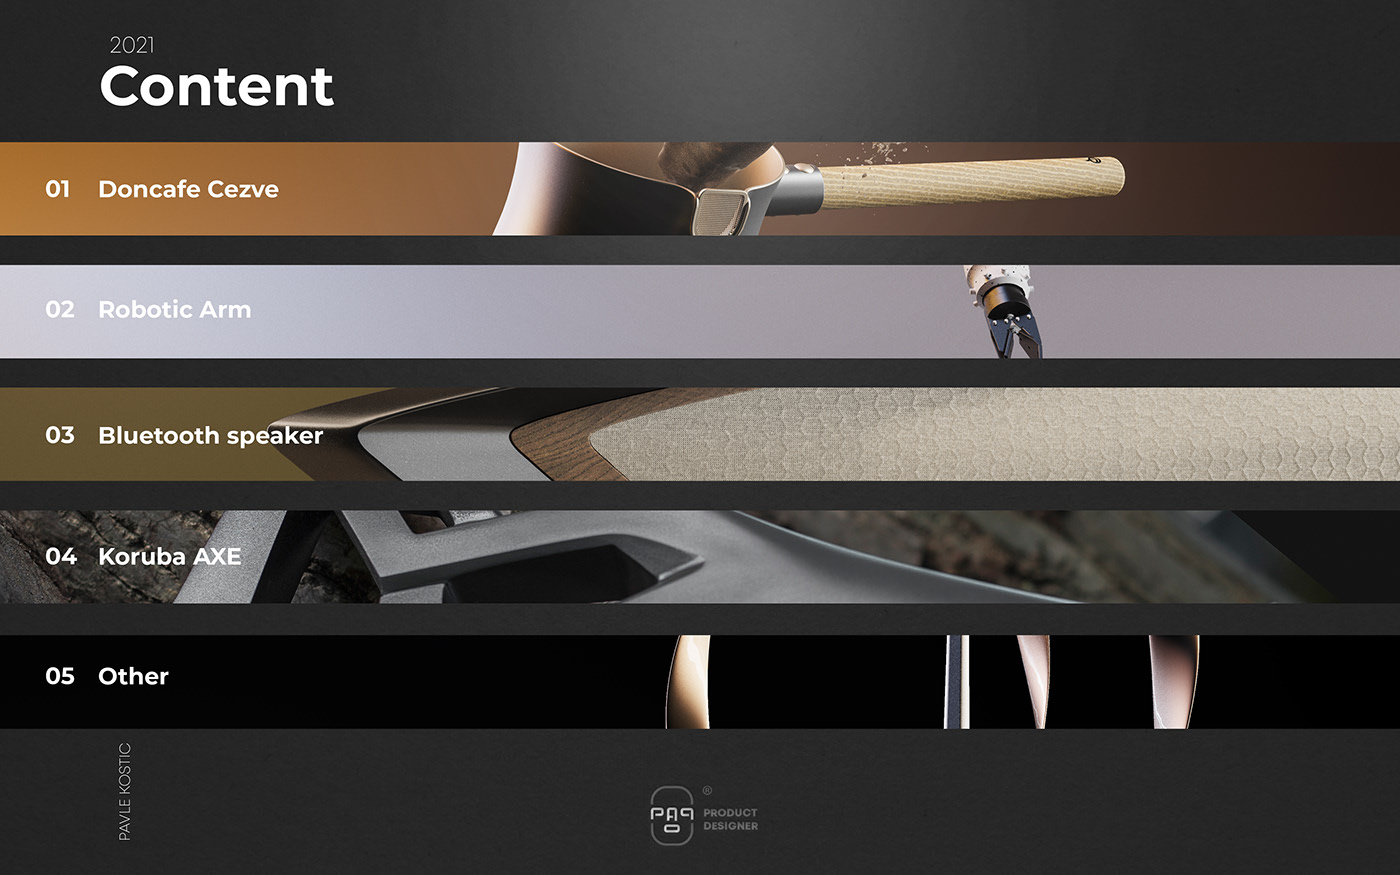 2021
Content
01 Doncafe Cezve
02 Robotic Arm
03 Bluetooth speaker
04 Koruba AXE
05 Other
PAVLE KOSTIC
®
PRODUCT
DESIGNER